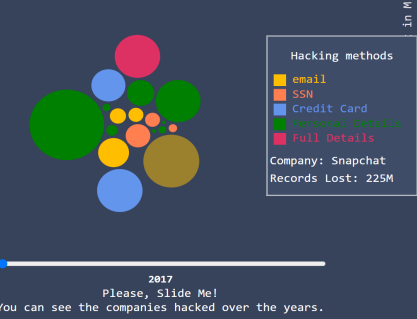 in M
Hacking methods
email
SSN
Credit Card
Full Details
Company: Snapchat
Records Lost: 225M
2017
Please, Slide Me!
You can see the companies hacked over the years.